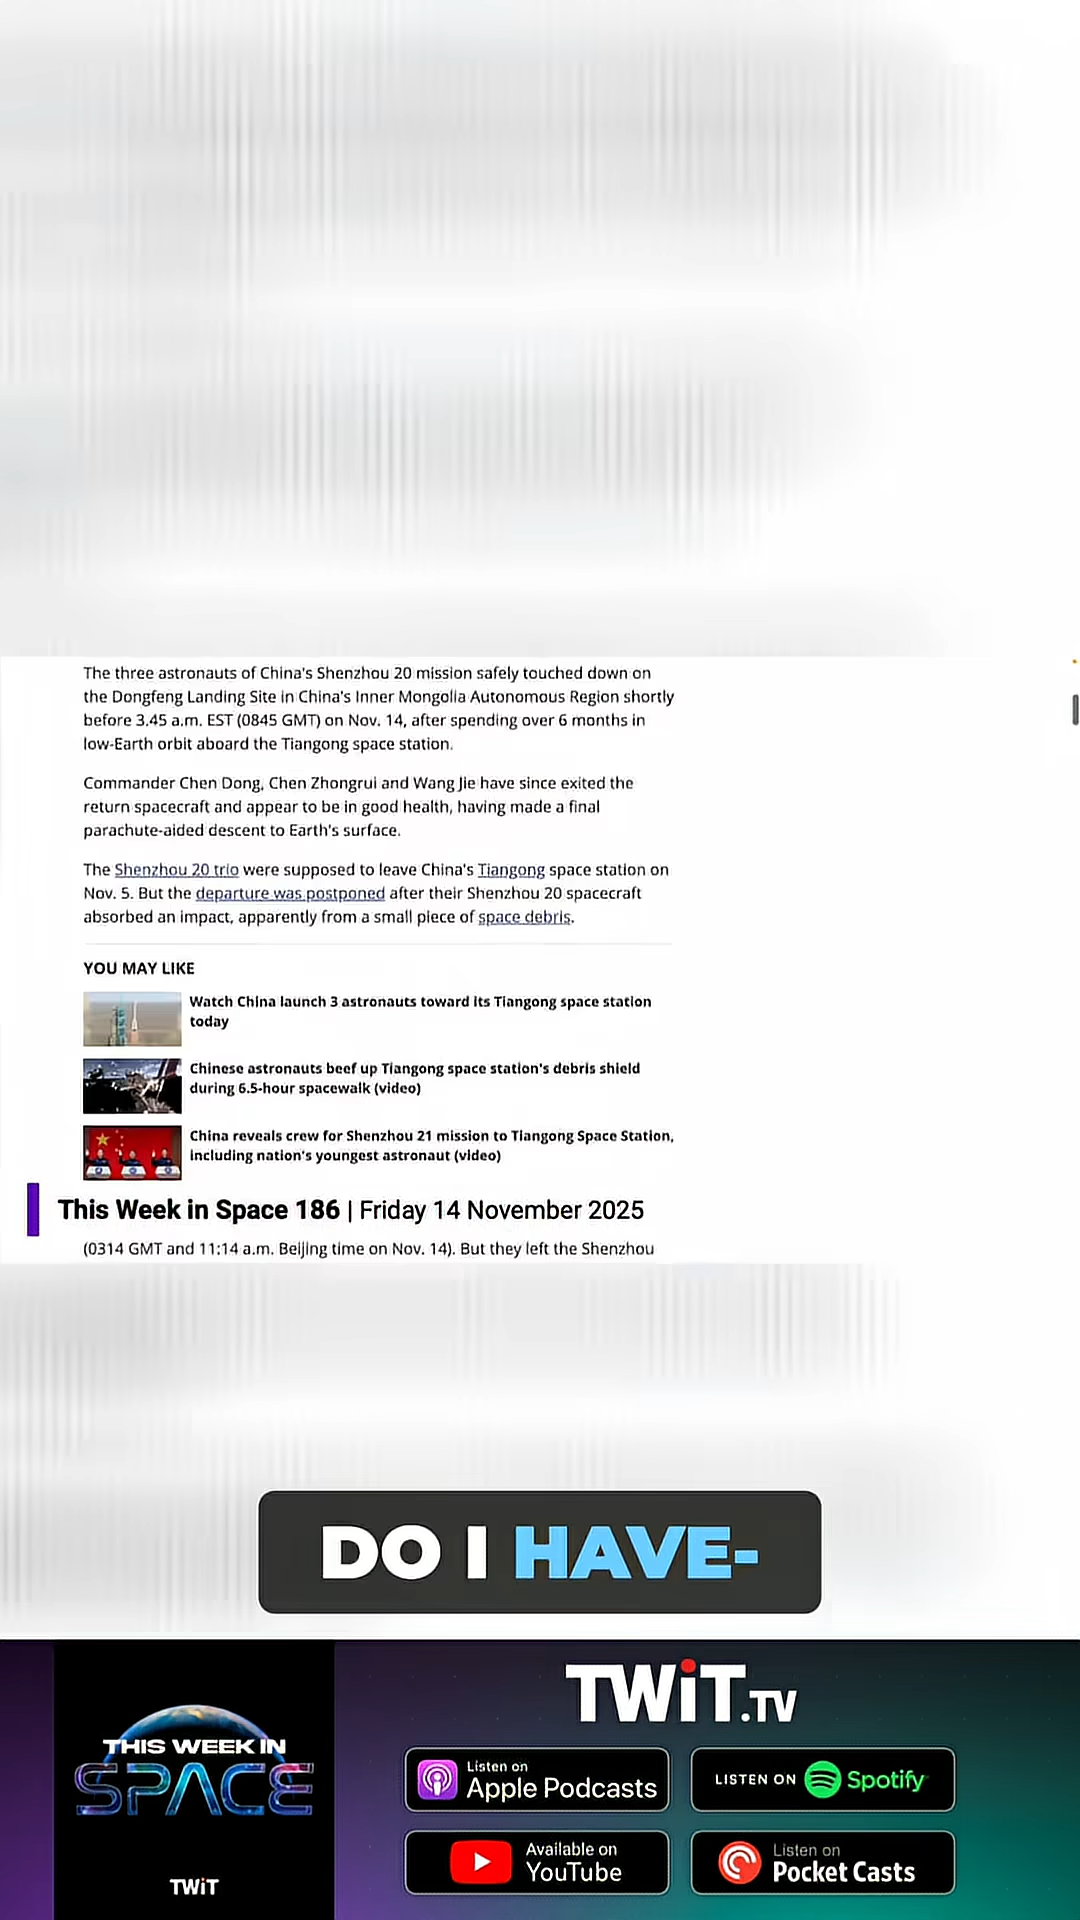 The three astronauts of China's Shenzhou 20 mission safely touched down on
the Dongfeng Landing Site in China's Inner Mongolia Autonomous Region shortly
before 3.45 a.m. EST (0845 GMT) on Nov. 14, after spending over 6 months in
low-Earth orbit aboard the Tiangong space station.
Commander Chen Dong, Chen Zhongrui and Wang Jie have since exited the
return spacecraft and appear to be in good health, having made a final
parachute-aided descent to Earth's surface.
The Shenzhou 20 trio were supposed to leave China's Tiangong space station on
Nov. 5. But the departure was postponed after their Shenzhou 20 spacecraft
absorbed an impact, apparently from a small piece of space debris.
YOU MAY LIKE
Watch China launch 3 astronauts toward its Tiangong space station
today
Chinese astronauts beef up Tiangong space station's debris shield
during 6.5-hour spacewalk (video)
China reveals crew for Shenzhou 21 mission to Tiangong Space Station,
including nation's youngest astronaut (video)
This Week in Space 186 | Friday 14 November 2025
(0314 GMT and 11:14 a.m. Beijing time on Nov. 14). But they left the Shenzhou
DO I HAVE-
THIS WEEK IN
SPACE
TWiT
TWiT.TV
Listen on
Apple Podcasts
LISTEN ON Spotify
Available on
YouTube
Listen on
Pocket Casts